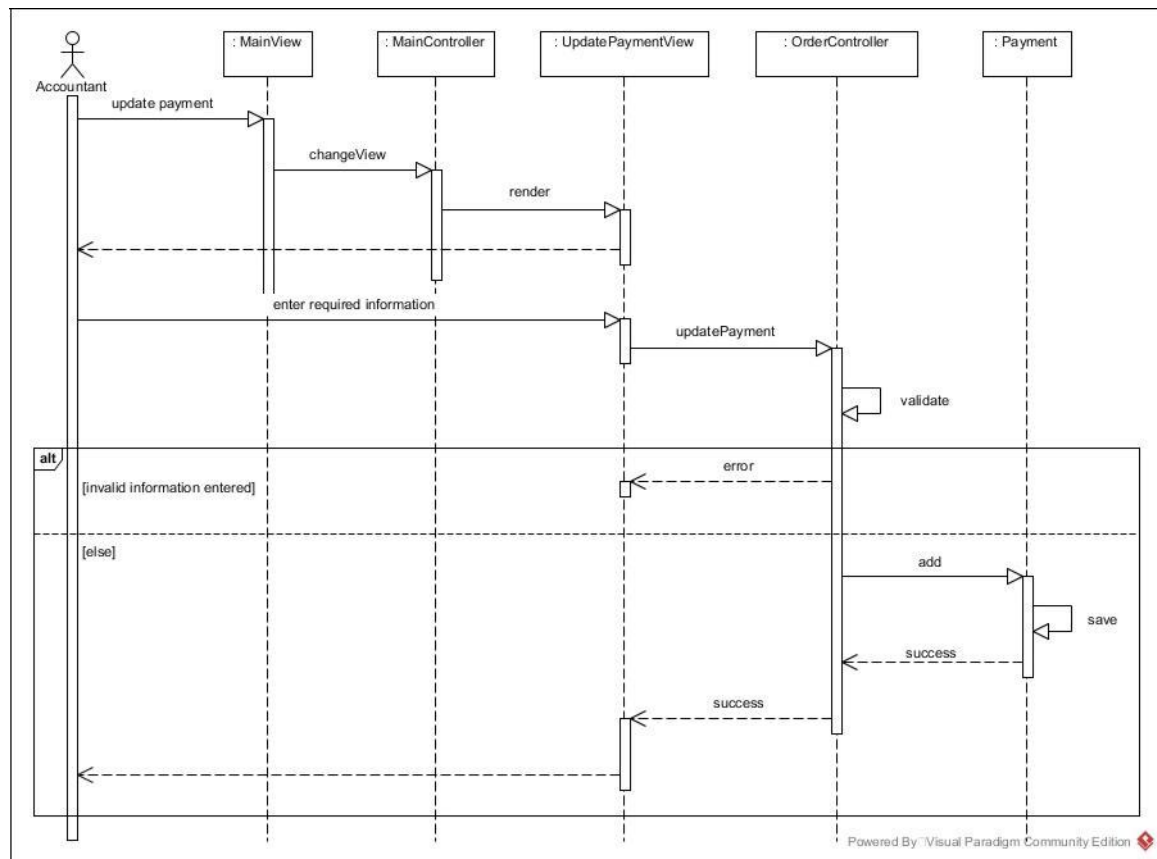 : MainView
: MainController
: UpdatePaymentView
: OrderController
: Payment
Accountant
update payment
changeView
render
enter required information
updatePayment
validate
alt
error
[invalid information entered]
[else]
add
save
success
success
Powered By Visual Paradigm Community Edition